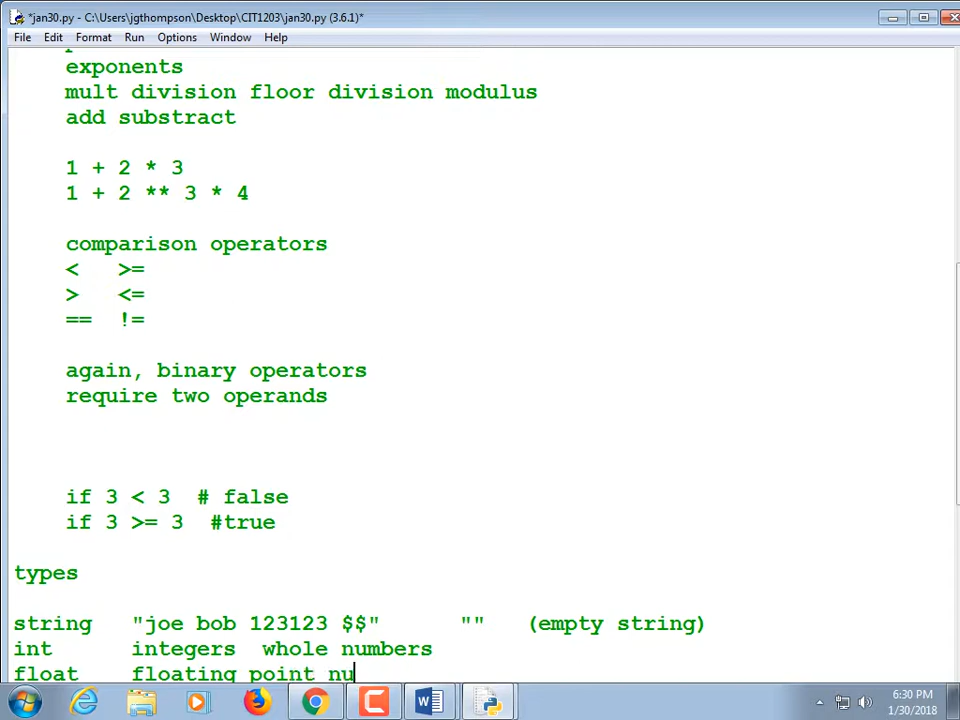 *jan30.py - C:\Users\jgthompson\Desktop\CIT1203\jan30.py (3.6.1)*
File Edit Format Run Options Window Help
exponents
mult division floor division modulus
add substract
1 + 2 * 3
1 + 2 ** 3 * 4
comparison operators
< >=
> <=
== !=
again, binary operators
require two operands
if 3 < 3 # false
if 3 >= 3 #true
types
string "joe bob 123123 $$" "" (empty string)
int integers whole numbers
float floating point nu
6:30 PM
1/30/2018